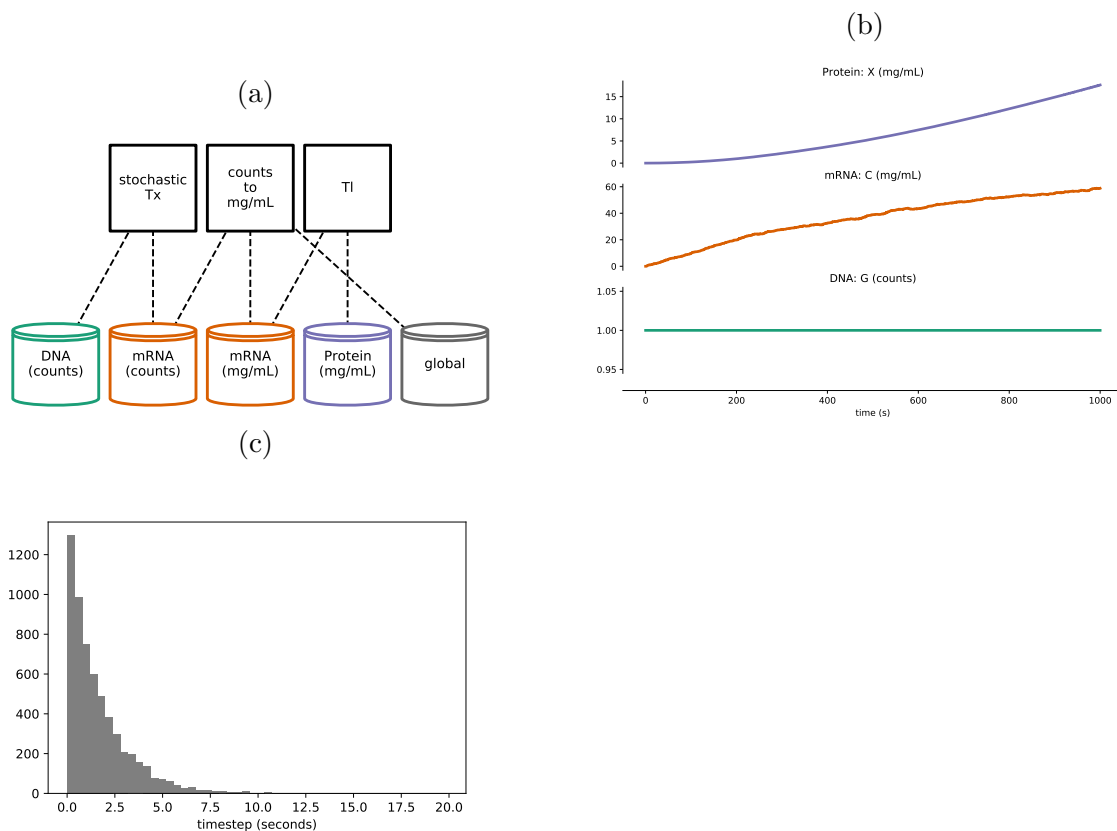 (a)
stochastic
Tx
counts
to
mg/mL
Tl
DNA
(counts)
mRNA
(counts)
mRNA
(mg/mL)
Protein
(mg/mL)
global
(b)
Protein: X (mg/mL)
15
10
5
0
mRNA: C (mg/mL)
60
40
20
0
DNA: G (counts)
1.05
1.00
0.95
0 200 400 600 800 1000
time (s)
(c)
1200
1000
800
600
400
200
0
0.0 2.5 5.0 7.5 10.0 12.5 15.0 17.5 20.0
timestep (seconds)